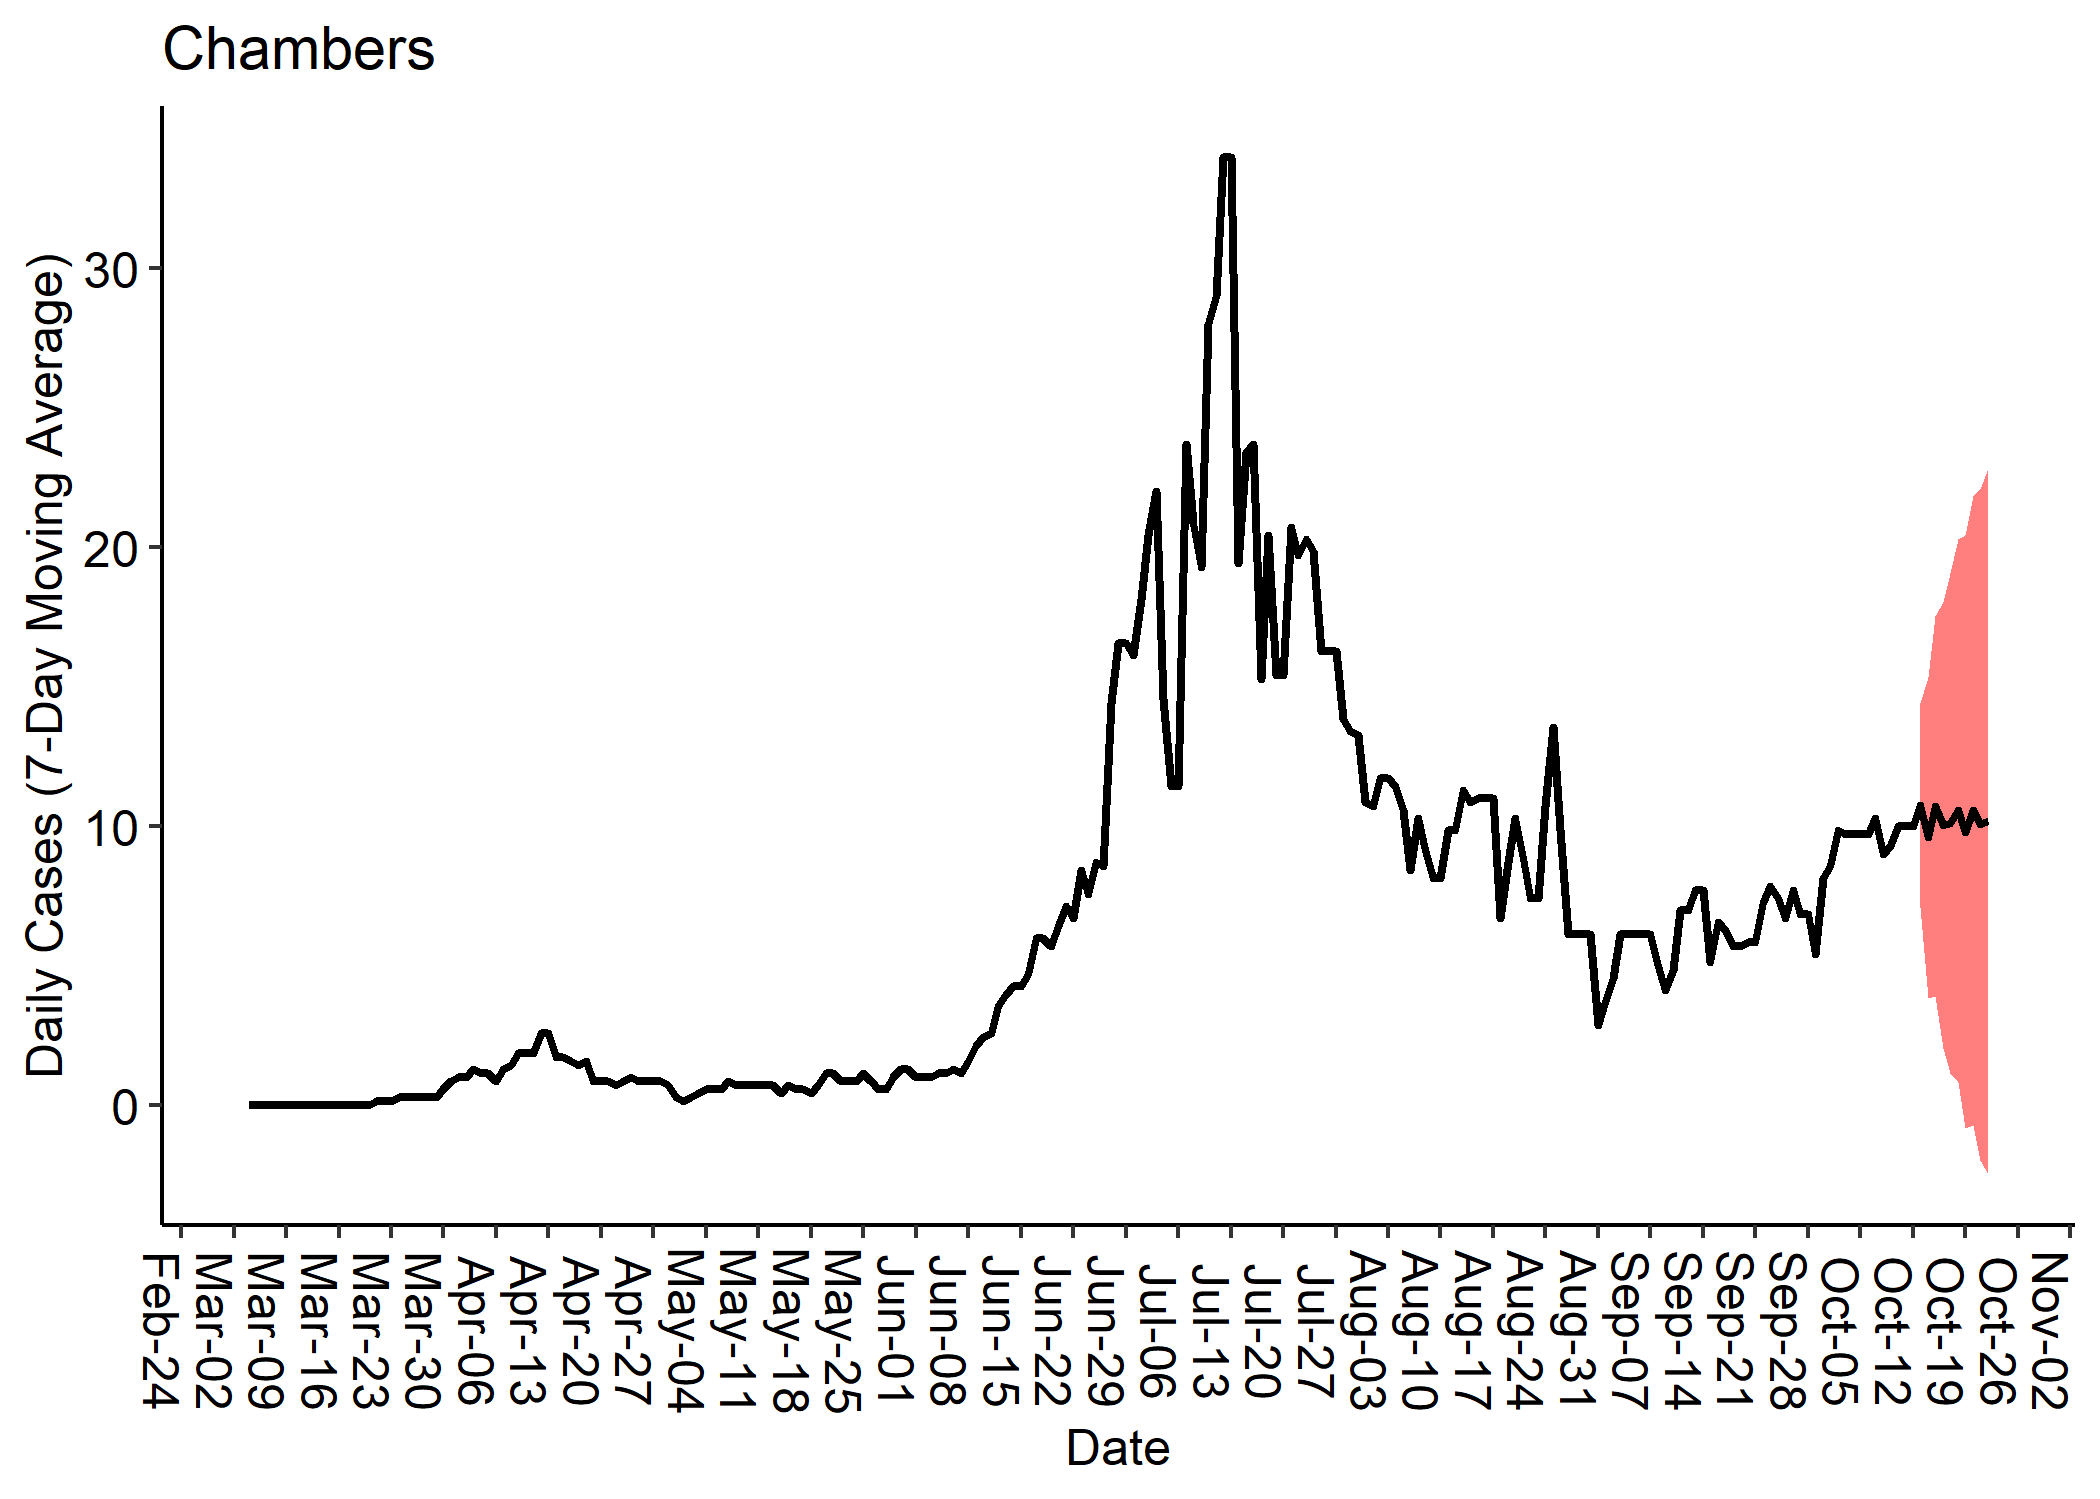 Chambers
Daily Cases (7-Day Moving Average)
30
20
10
0
Feb-24
Mar-02
Mar-09
Mar-16
Mar-23
Mar-30
Apr-06
Apr-13
Apr-20
Apr-27
May-04
May-11
May-18
May-25
Jun-01
Jun-08
Jun-15
Jun-22
Jun-29
Jul-06
Jul-13
Jul-20
Jul-27
Aug-03
Aug-10
Aug-17
Aug-24
Aug-31
Sep-07
Sep-14
Sep-21
Sep-28
Oct-05
Oct-12
Oct-19
Oct-26
Nov-02
Date